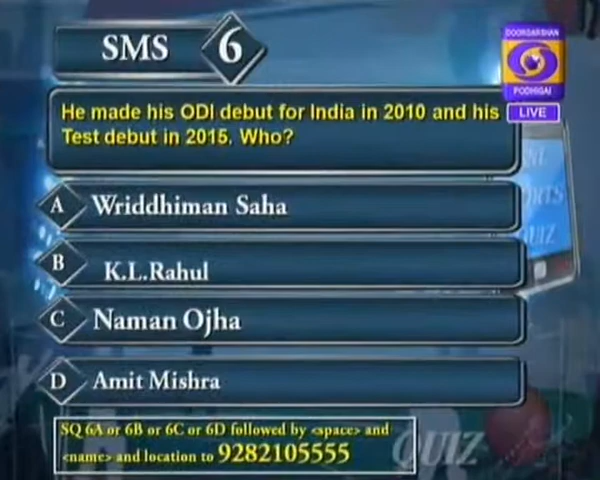 SMS 6
DOORDARSHAN
PODHIGAI
LIVE
He made his ODI debut for India in 2010 and his
Test debut in 2015. Who?
A Wriddhiman Saha
B K.L.Rahul
C Naman Ojha
D Amit Mishra
SQ 6A or 6B or 6C or 6D followed by <space> and
<name> and location to 9282105555
QUIZ
QUIZ